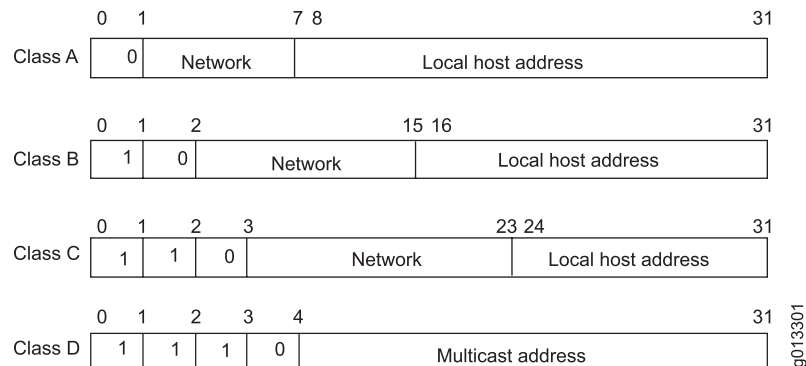 0 1 7 8 31
Class A 0 Network Local host address
0 1 2 15 16 31
Class B 1 0 Network Local host address
0 1 2 3 23 24 31
Class C 1 1 0 Network Local host address
0 1 2 3 4 31
Class D 1 1 1 0 Multicast address
g013301